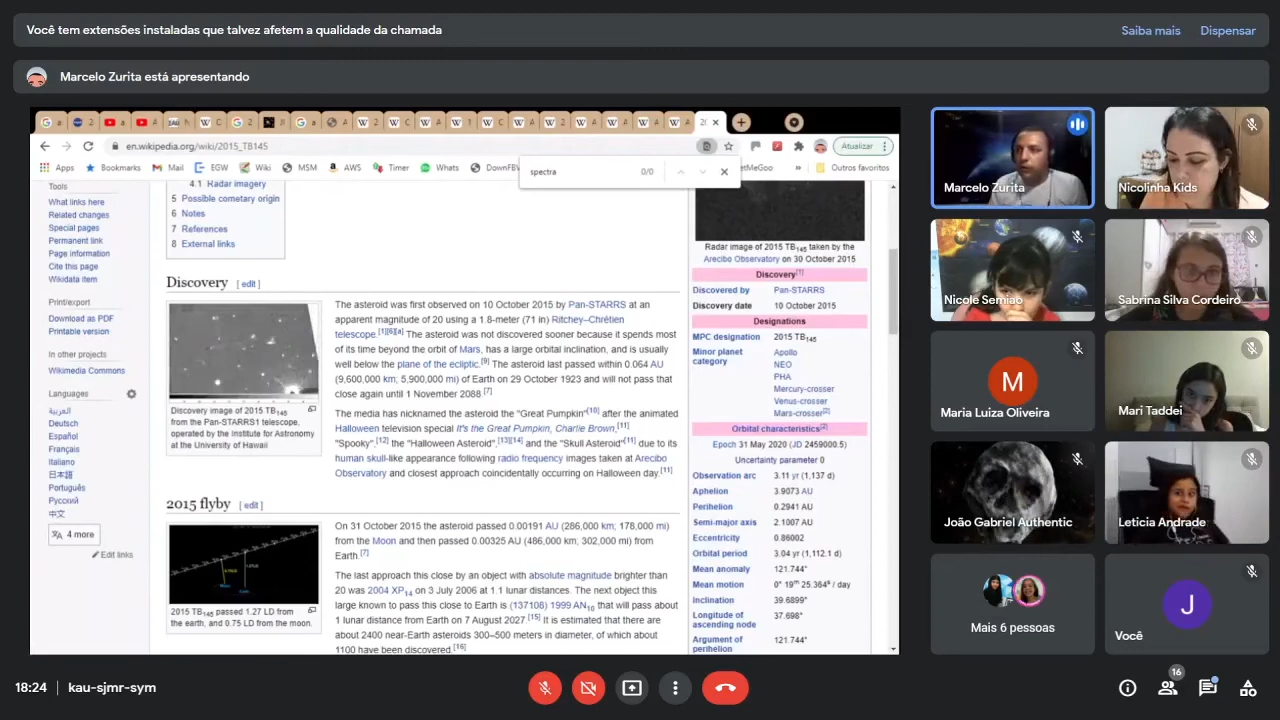 Você tem extensões instaladas que talvez afetem a qualidade da chamada
Saiba mais
Dispensar
Marcelo Zurita está apresentando
en.wikipedia.org/wiki/2015_TB145
Atualizar
Apps
Bookmarks
Mail
EGW
Wiki
MSM
AWS
Timer
Whats
DownFB
etMeGoo
Outros favoritos
spectra
0/0
Tools
What links here
Related changes
Special pages
Permanent link
Page information
Cite this page
Wikidata item
Print/export
Download as PDF
Printable version
In other projects
Wikimedia Commons
Languages
العربية
Deutsch
Español
Français
Italiano
日本語
Português
Русский
中文
4 more
Edit links
4.1 Radar imagery
5 Possible cometary origin
6 Notes
7 References
8 External links
Discovery [ edit ]
Discovery image of 2015 TB145
from the Pan-STARRS1 telescope,
operated by the Institute for Astronomy
at the University of Hawaii
The asteroid was first observed on 10 October 2015 by Pan-STARRS at an
apparent magnitude of 20 using a 1.8-meter (71 in) Ritchey–Chrétien
telescope.[1][6][a] The asteroid was not discovered sooner because it spends most
of its time beyond the orbit of Mars, has a large orbital inclination, and is usually
well below the plane of the ecliptic.[9] The asteroid last passed within 0.064 AU
(9,600,000 km; 5,900,000 mi) of Earth on 29 October 1923 and will not pass that
close again until 1 November 2088.[7]
The media has nicknamed the asteroid the "Great Pumpkin"[10] after the animated
Halloween television special It's the Great Pumpkin, Charlie Brown,[11]
"Spooky",[12] the "Halloween Asteroid",[13][14] and the "Skull Asteroid"[11] due to its
human skull-like appearance following radio frequency images taken at Arecibo
Observatory and closest approach coincidentally occurring on Halloween day.[11]
2015 flyby [ edit ]
2015 TB145 passed 1.27 LD from
the earth, and 0.75 LD from the moon.
On 31 October 2015 the asteroid passed 0.00191 AU (286,000 km; 178,000 mi)
from the Moon and then passed 0.00325 AU (486,000 km; 302,000 mi) from
Earth.[7]
The last approach this close by an object with absolute magnitude brighter than
20 was 2004 XP14 on 3 July 2006 at 1.1 lunar distances. The next object this
large known to pass this close to Earth is (137108) 1999 AN10 that will pass about
1 lunar distance from Earth on 7 August 2027.[15] It is estimated that there are
about 2400 near-Earth asteroids 300–500 meters in diameter, of which about
1100 have been discovered.[16]
Radar image of 2015 TB145 taken by the
Arecibo Observatory on 30 October 2015
Discovery[1]
Discovered by Pan-STARRS
Discovery date 10 October 2015
Designations
MPC designation 2015 TB145
Minor planet category
Apollo
NEO
PHA
Mercury-crosser
Venus-crosser
Mars-crosser[2]
Orbital characteristics[2]
Epoch 31 May 2020 (JD 2459000.5)
Uncertainty parameter 0
Observation arc 3.11 yr (1,137 d)
Aphelion 3.9073 AU
Perihelion 0.2941 AU
Semi-major axis 2.1007 AU
Eccentricity 0.86002
Orbital period 3.04 yr (1,112.1 d)
Mean anomaly 121.744°
Mean motion 0° 19m 25.364s / day
Inclination 39.6899°
Longitude of ascending node 37.698°
Argument of perihelion 121.744°
Marcelo Zurita
Nicolinha Kids
Nicole Semião
Sabrina Silva Cordeiro
M
Maria Luiza Oliveira
Mari Taddei
João Gabriel Authentic
Leticia Andrade
Mais 6 pessoas
J
Você
18:24 | kau-sjmr-sym
16